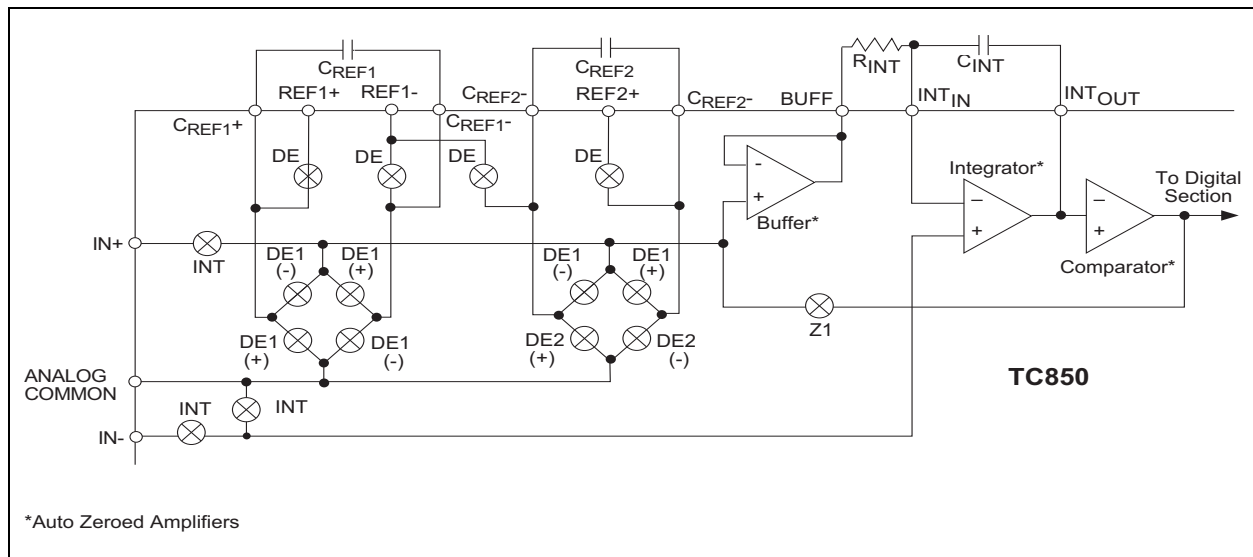 CREF1
CREF2
RINT
CINT
REF1+
REF1-
CREF2-
REF2+
CREF2-
BUFF
INTIN
INTOUT
CREF1+
CREF1-
DE
DE
DE
DE
-
+
Buffer*
Integrator*
–
+
–
+
Comparator*
To Digital
Section
IN+
INT
DE1
(-)
DE1
(+)
DE1
(-)
DE1
(+)
DE1
(+)
DE1
(-)
DE2
(+)
DE2
(-)
Z1
ANALOG
COMMON
INT
INT
IN-
TC850
*Auto Zeroed Amplifiers